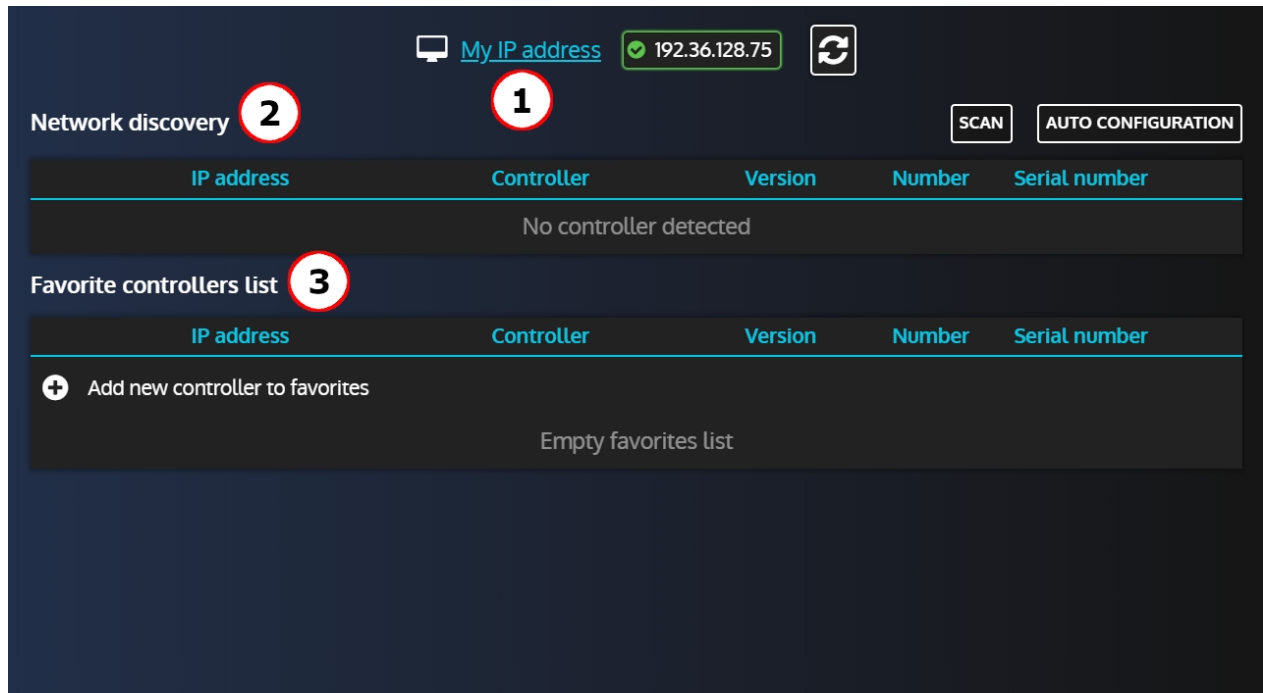 My IP address 192.36.128.75
1
Network discovery 2 SCAN AUTO CONFIGURATION
IP address Controller Version Number Serial number
No controller detected
Favorite controllers list 3
IP address Controller Version Number Serial number
Add new controller to favorites
Empty favorites list